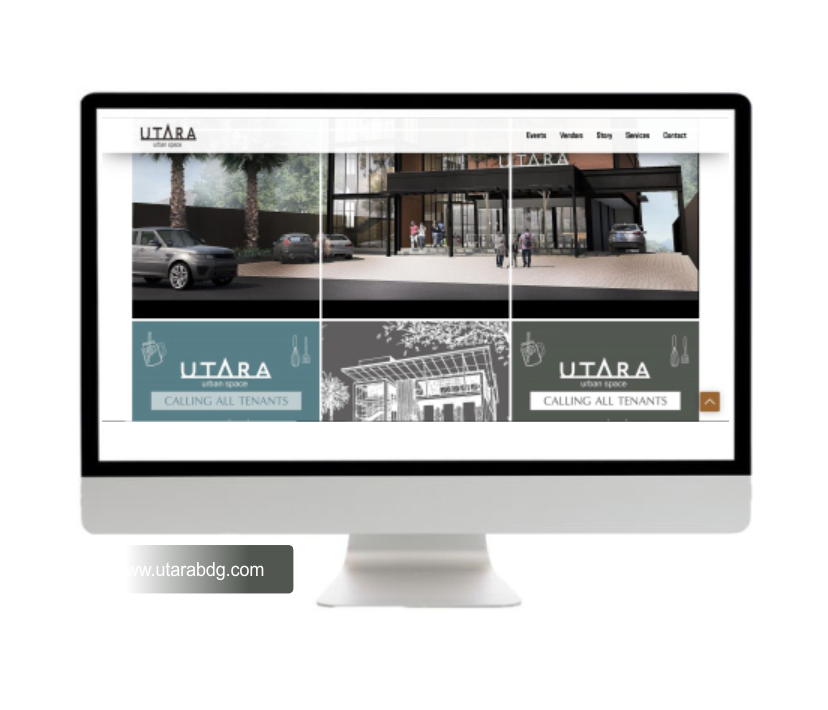 UTARA
urban space
Events Vendors Story Services Contact
UTARA
UTARA
urban space
CALLING ALL TENANTS
UTARA
urban space
CALLING ALL TENANTS
w.utarabdg.com